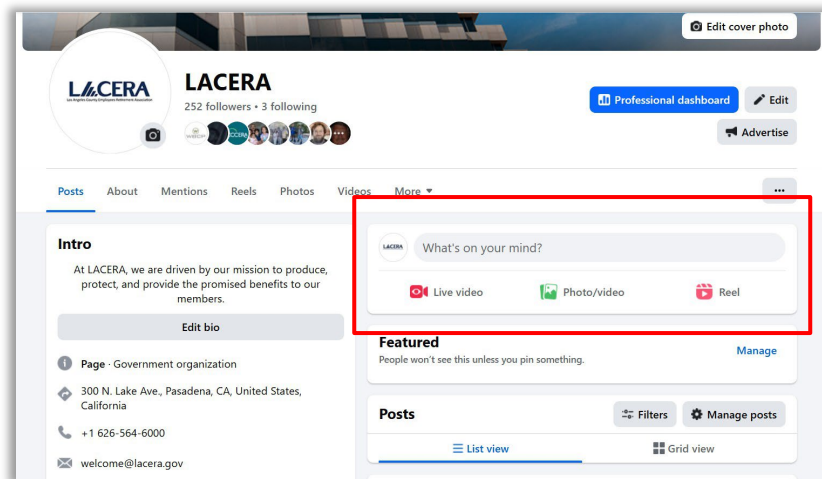 Edit cover photo
LACERA
Los Angeles County Employees Retirement Association
LACERA
252 followers • 3 following
Professional dashboard
Edit
Advertise
Posts About Mentions Reels Photos Videos More
Intro
At LACERA, we are driven by our mission to produce,
protect, and provide the promised benefits to our
members.
Edit bio
Page · Government organization
300 N. Lake Ave., Pasadena, CA, United States,
California
+1 626-564-6000
welcome@lacera.gov
LACERA
What's on your mind?
Live video Photo/video Reel
Featured
Manage
People won't see this unless you pin something.
Posts
Filters
Manage posts
List view
Grid view